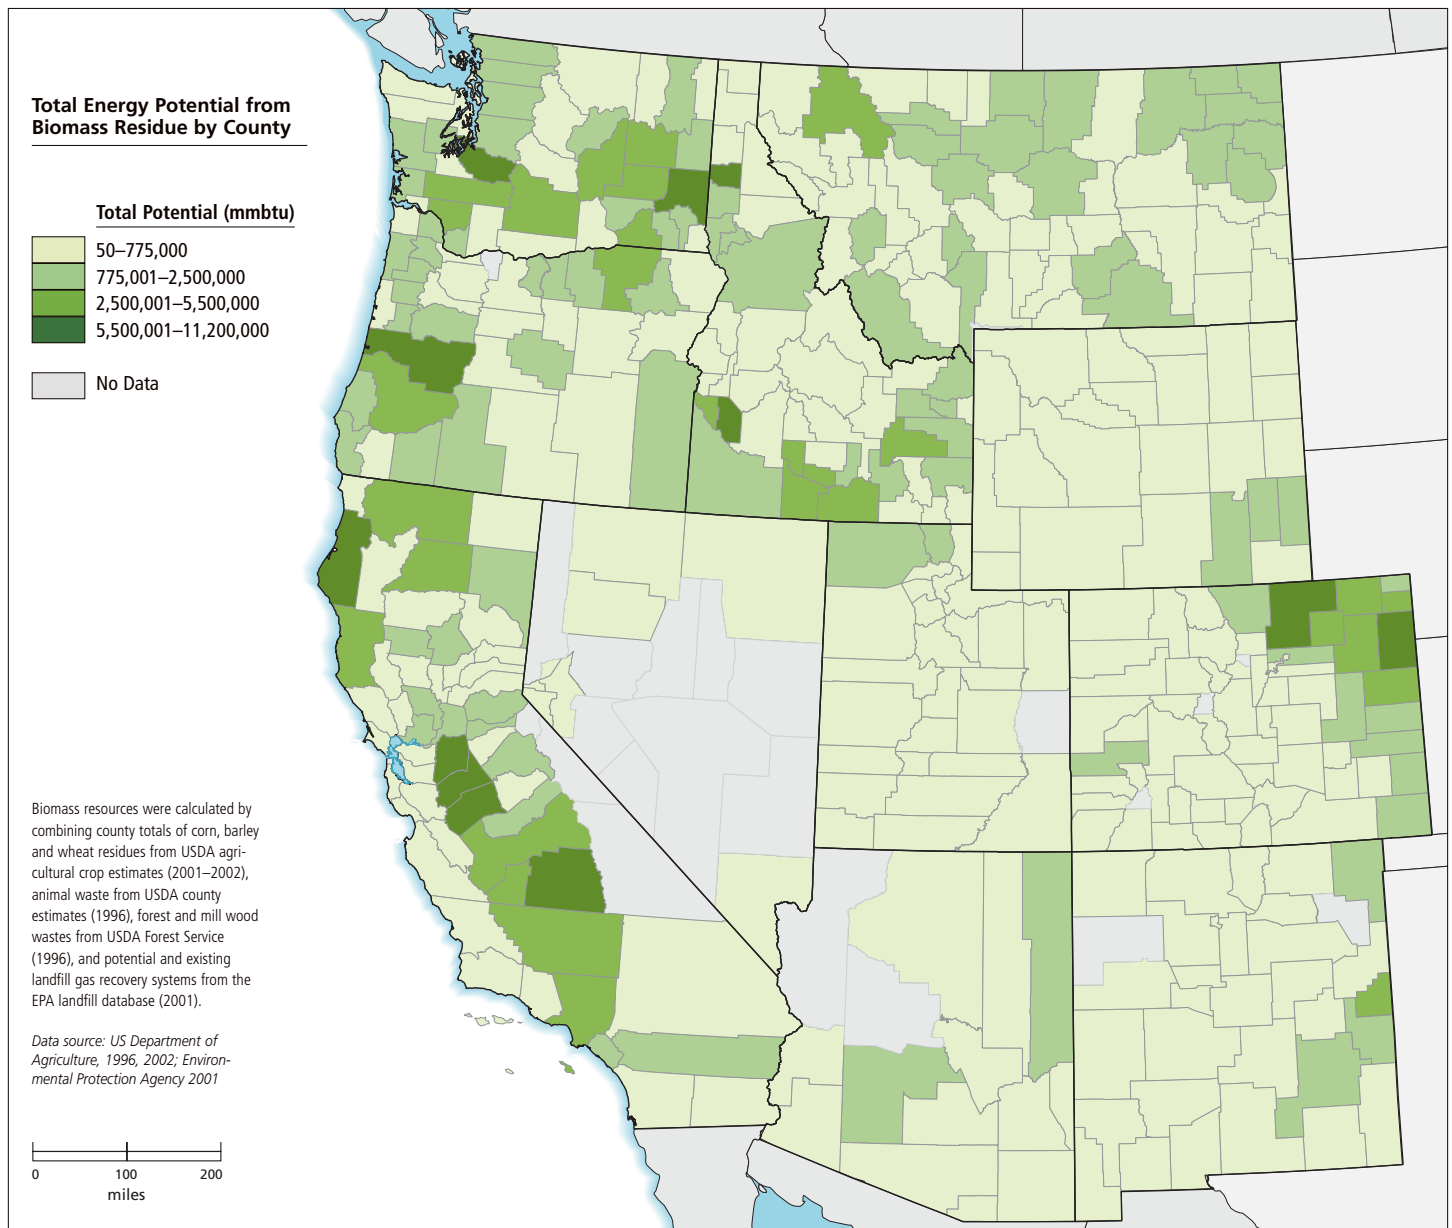 Total Energy Potential from
Biomass Residue by County
Total Potential (mmbtu)
50–775,000
775,001–2,500,000
2,500,001–5,500,000
5,500,001–11,200,000
No Data
Biomass resources were calculated by
combining county totals of corn, barley
and wheat residues from USDA agri-
cultural crop estimates (2001–2002),
animal waste from USDA county
estimates (1996), forest and mill wood
wastes from USDA Forest Service
(1996), and potential and existing
landfill gas recovery systems from the
EPA landfill database (2001).
Data source: US Department of
Agriculture, 1996, 2002; Environ-
mental Protection Agency 2001
0 100 200
miles